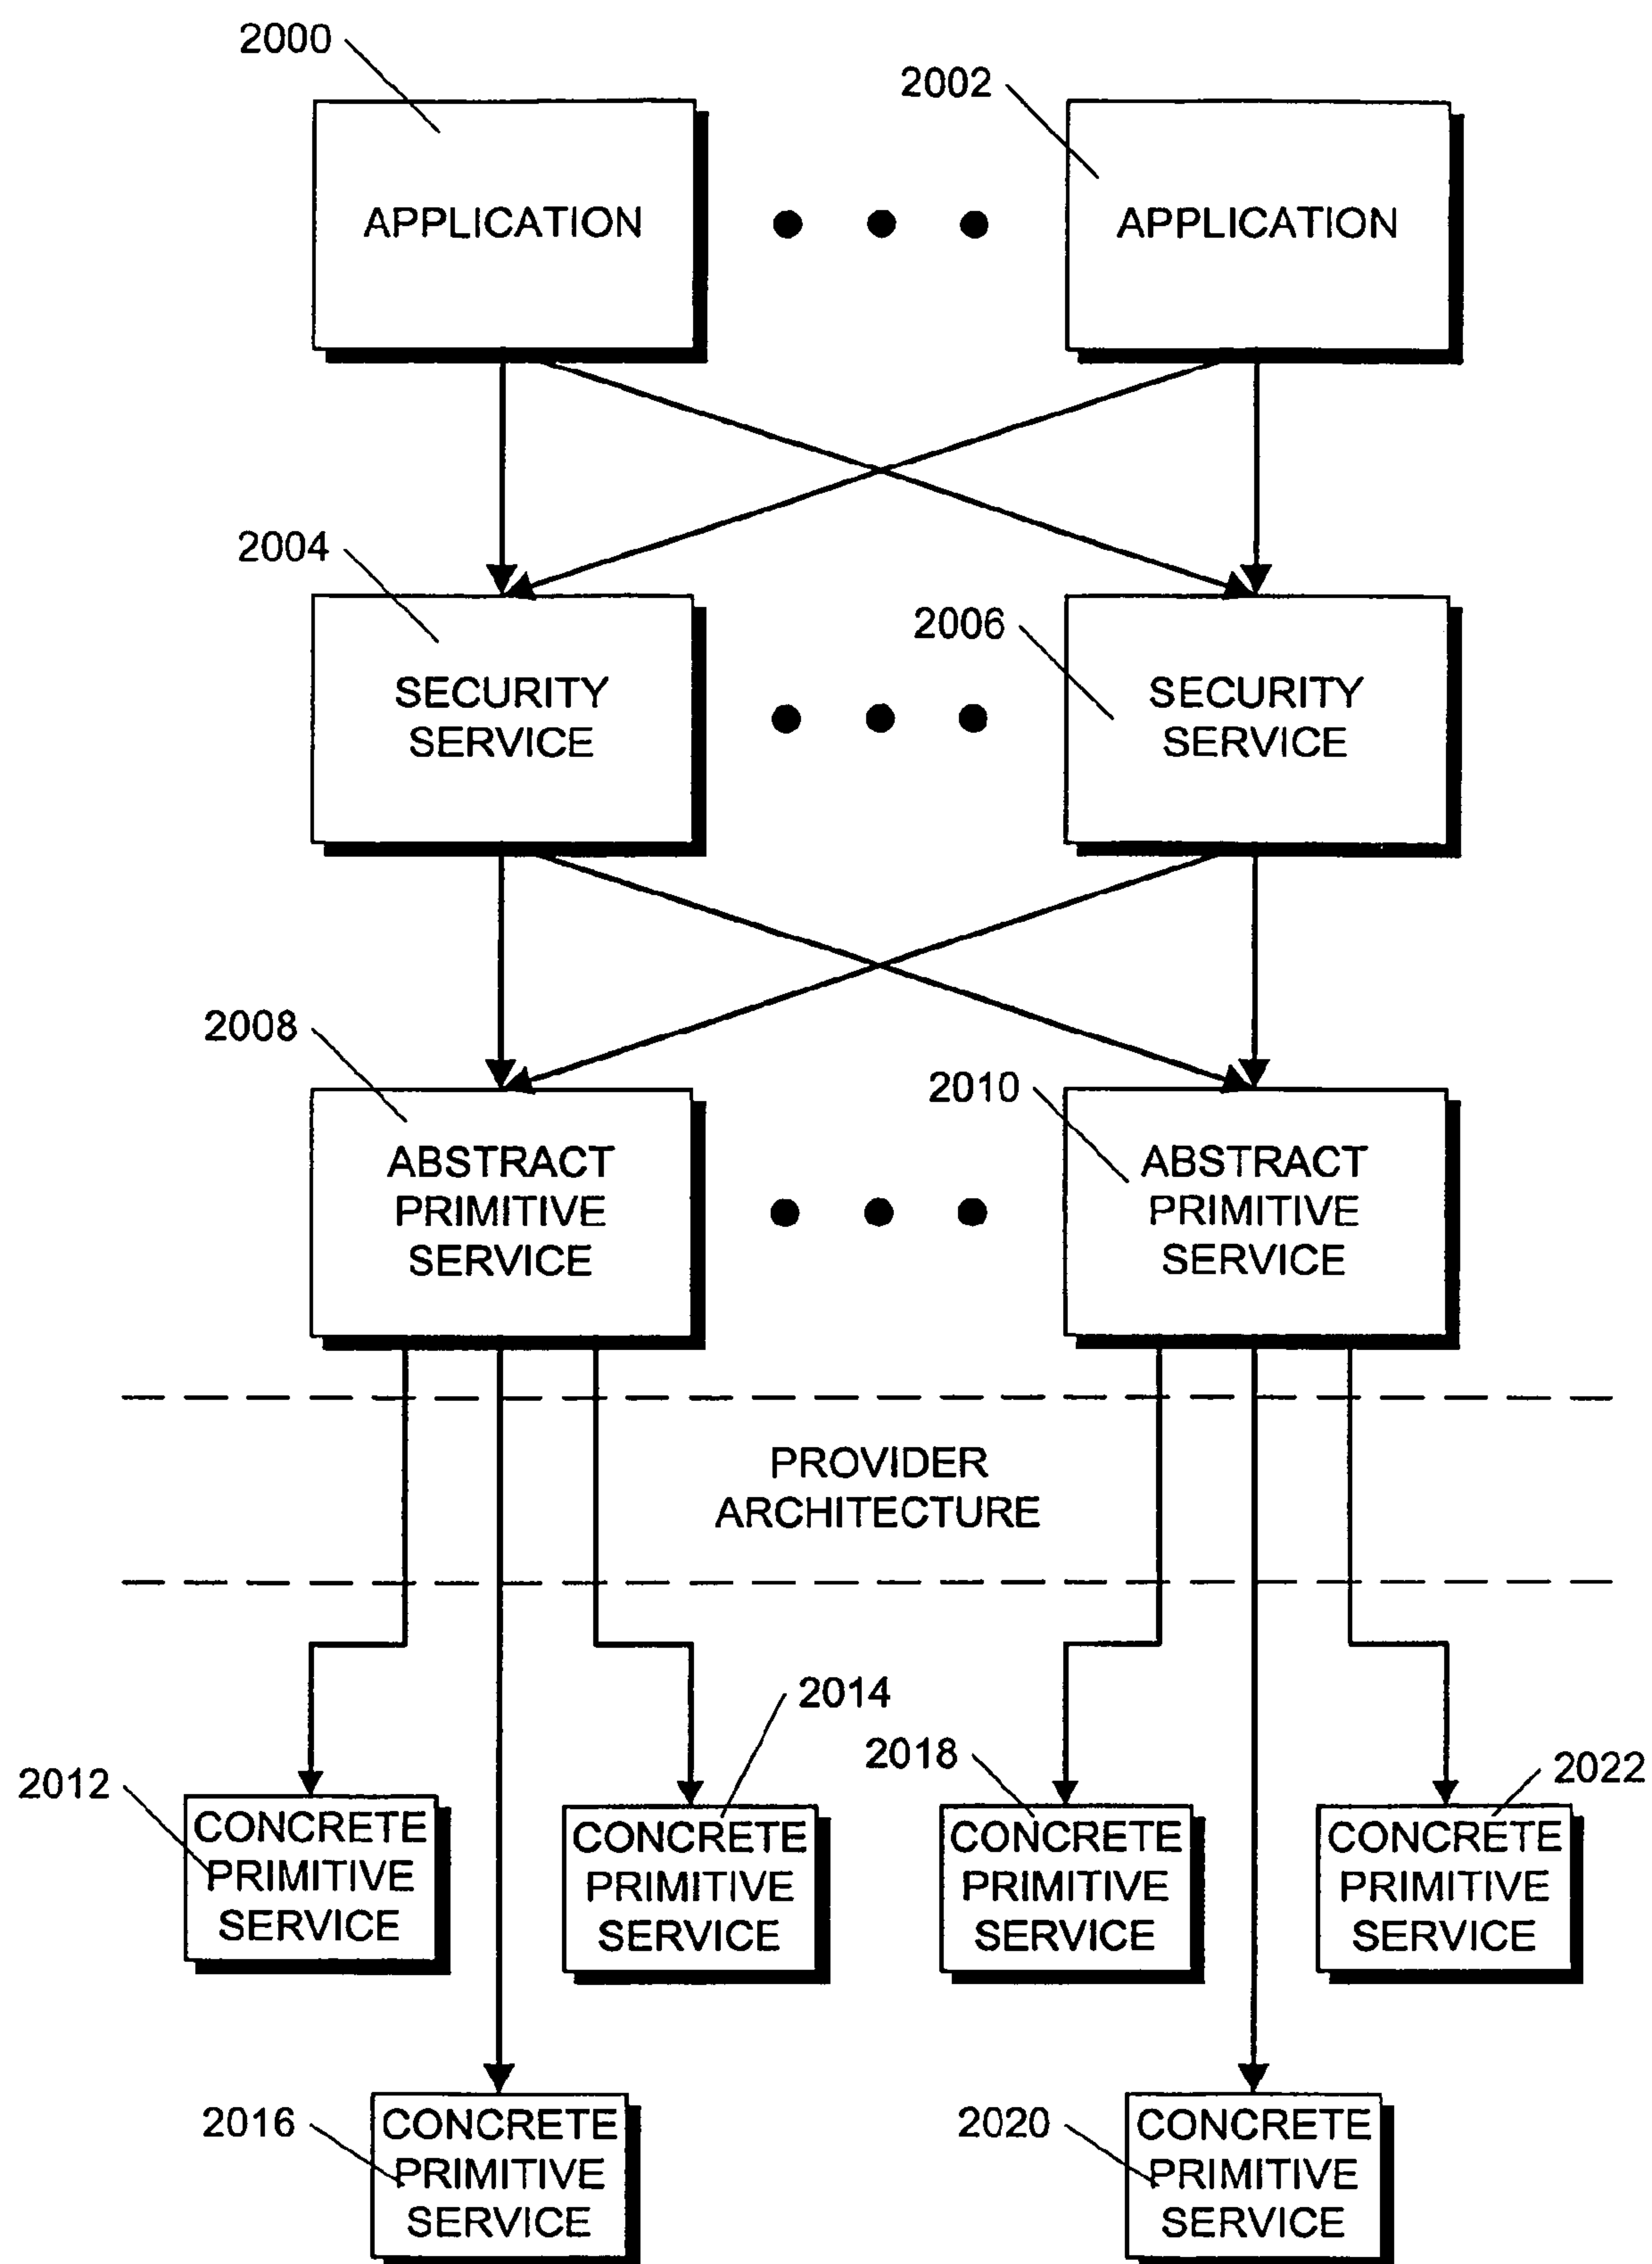 2000
2002
APPLICATION
APPLICATION
2004
2006
SECURITY
SERVICE
SECURITY
SERVICE
2008
2010
ABSTRACT
PRIMITIVE
SERVICE
ABSTRACT
PRIMITIVE
SERVICE
PROVIDER
ARCHITECTURE
2012
2014
2018
2022
CONCRETE
PRIMITIVE
SERVICE
CONCRETE
PRIMITIVE
SERVICE
CONCRETE
PRIMITIVE
SERVICE
CONCRETE
PRIMITIVE
SERVICE
2016
2020
CONCRETE
PRIMITIVE
SERVICE
CONCRETE
PRIMITIVE
SERVICE